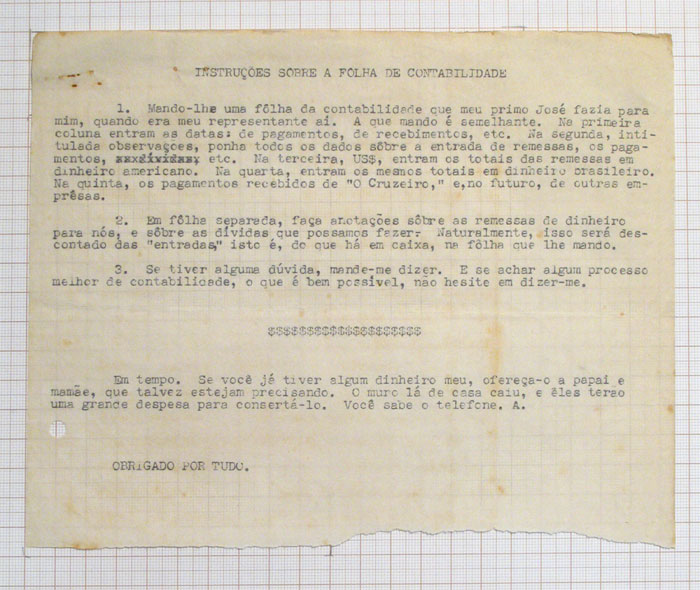 INSTRUÇÕES SÔBRE A FÔLHA DE CONTABILIDADE
1. Mando-lhe uma fôlha da contabilidade que meu primo José fazia para
mim, quando era meu representante aí. A que mando é semelhante. Na primeira
coluna entram as datas: de pagamentos, de recebimentos, etc. Na segunda, inti-
tulada observações, ponha todos os dados sôbre a entrada de remessas, os paga-
mentos, etc. Na terceira, US$, entram os totais das remessas em
dinheiro americano. Na quarta, entram os mesmos totais em dinheiro brasileiro.
Na quinta, os pagamentos recebidos de "O Cruzeiro," e,no futuro, de outras em-
prêsas.
2. Em fôlha separada, faça anotações sôbre as remessas de dinheiro
para nós, e sôbre as dívidas que possamos fazer. Naturalmente, isso será des-
contado das "entradas," isto é, do que há em caixa, na fôlha que lhe mando.
3. Se tiver alguma dúvida, mande-me dizer. E se achar algum processo
melhor de contabilidade, o que é bem possível, não hesite em dizer-me.
$$$$$$$$$$$$$$$$$$$$
Em tempo. Se você já tiver algum dinheiro meu, ofereça-o a papai e
mamãe, que talvez estejam precisando. O muro lá de casa caiu, e êles terão
uma grande despesa para consertá-lo. Você sabe o telefone. A.
OBRIGADO POR TUDO.